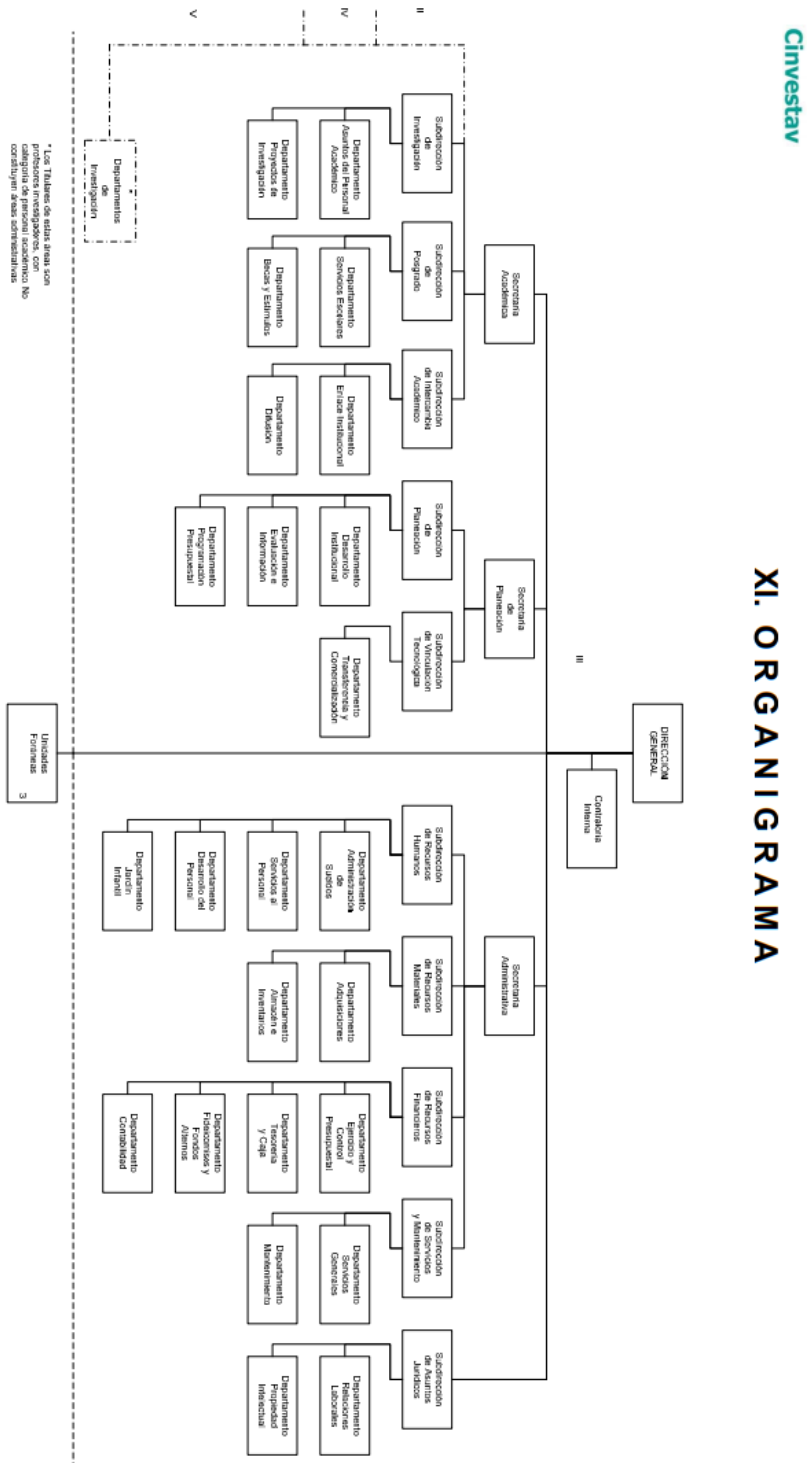 Cinvestav
XI. O R G A N I G R A M A
DIRECCIÓN
GENERAL
Contraloría
Interna
III
Secretaría
Académica
Secretaría
de
Planeación
Secretaría
Administrativa
II
Subdirección
de
Investigación
Subdirección
de
Posgrado
Subdirección
de Intercambio
Académico
Subdirección
de
Planeación
Subdirección
de Vinculación
Tecnológica
Subdirección
de Recursos
Humanos
Subdirección
de Recursos
Materiales
Subdirección
de Recursos
Financieros
Subdirección
de Servicios
y Mantenimiento
Subdirección
de Asuntos
Jurídicos
IV
Departamento
Asuntos del Personal
Académico
Departamento
Servicios Escolares
Departamento
Enlace Institucional
Departamento
Desarrollo
Institucional
Departamento
Transferencia y
Comercialización
Departamento
Administración
de
Sueldos
Departamento
Adquisiciones
Departamento
Ejercicio y
Control
Presupuestal
Departamento
Servicios
Generales
Departamento
Relaciones
Laborales
Departamento
Proyectos de
Investigación
Departamento
Becas y Estímulos
Departamento
Difusión
Departamento
Evaluación e
Información
Departamento
Servicios al
Personal
Departamento
Almacén e
Inventarios
Departamento
Tesorería
y Caja
Departamento
Mantenimiento
Departamento
Propiedad
Intelectual
V
Departamento
Programación
Presupuestal
Departamento
Desarrollo del
Personal
Departamento
Fideicomisos y
Fondos
Alternos
*
Departamentos
de
Investigación
Departamento
Jardín
Infantil
Departamento
Contabilidad
* Los Titulares de estas áreas son
profesores investigadores, con
categoría de personal académico. No
constituyen áreas administrativas
Unidades
Foráneas
3